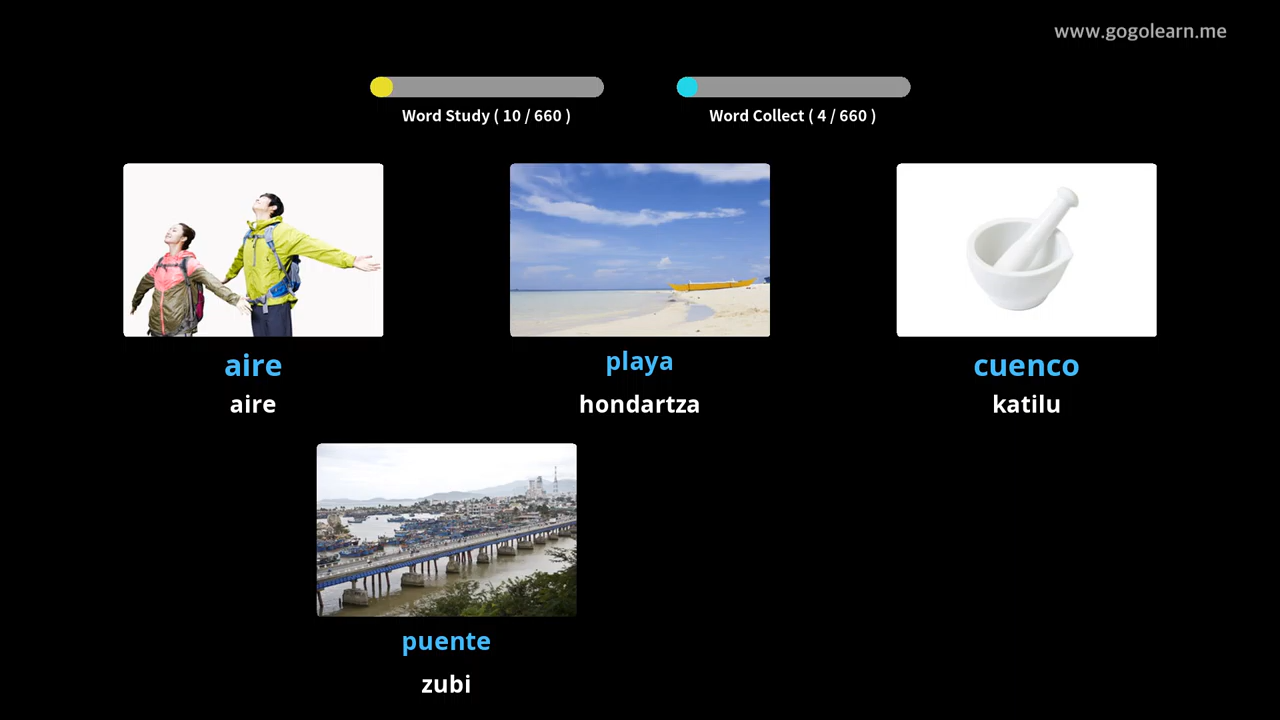 www.gogolearn.me
Word Study ( 10 / 660 )
Word Collect ( 4 / 660 )
aire
playa
cuenco
aire
hondartza
katilu
puente
zubi